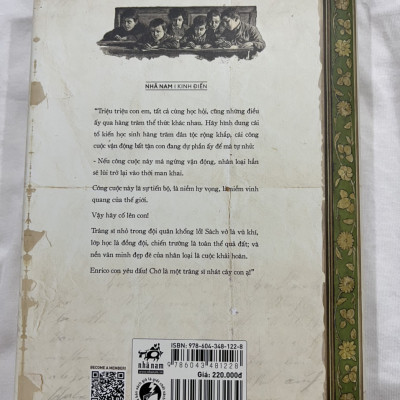 NHÃ NAM | KINH ĐIỂN
"Triệu triệu con em, tất cả cùng học hỏi, cũng những điều
ấy qua hàng trăm thể thức khác nhau. Hãy hình dung cái
tổ kiến học sinh hàng trăm dân tộc rộng khắp, cái công
cuộc vận động bất tận con đang dự phần ấy để mà tự nhủ:
- Nếu công cuộc này mà ngừng vận động, nhân loại hẳn
sẽ lùi trở lại vào thời man khai.
Công cuộc này là sự tiến bộ, là niềm hy vọng, là niềm vinh
quang của thế giới.
Vậy hãy cố lên con!
Tráng sĩ nhỏ trong đội quân khổng lồ! Sách vở là vũ khí,
lớp học là đồng đội, chiến trường là toàn thể quả đất; và
nền văn minh đẹp đẽ của nhân loại là cuộc khải hoàn.
Enrico con yêu dấu! Chớ là một tráng sĩ nhát cây con ạ!"
BECOME A MEMBER!
nhã nam
ISBN: 978-604-348-122-8
9 786043 481228
Giá: 220.000đ